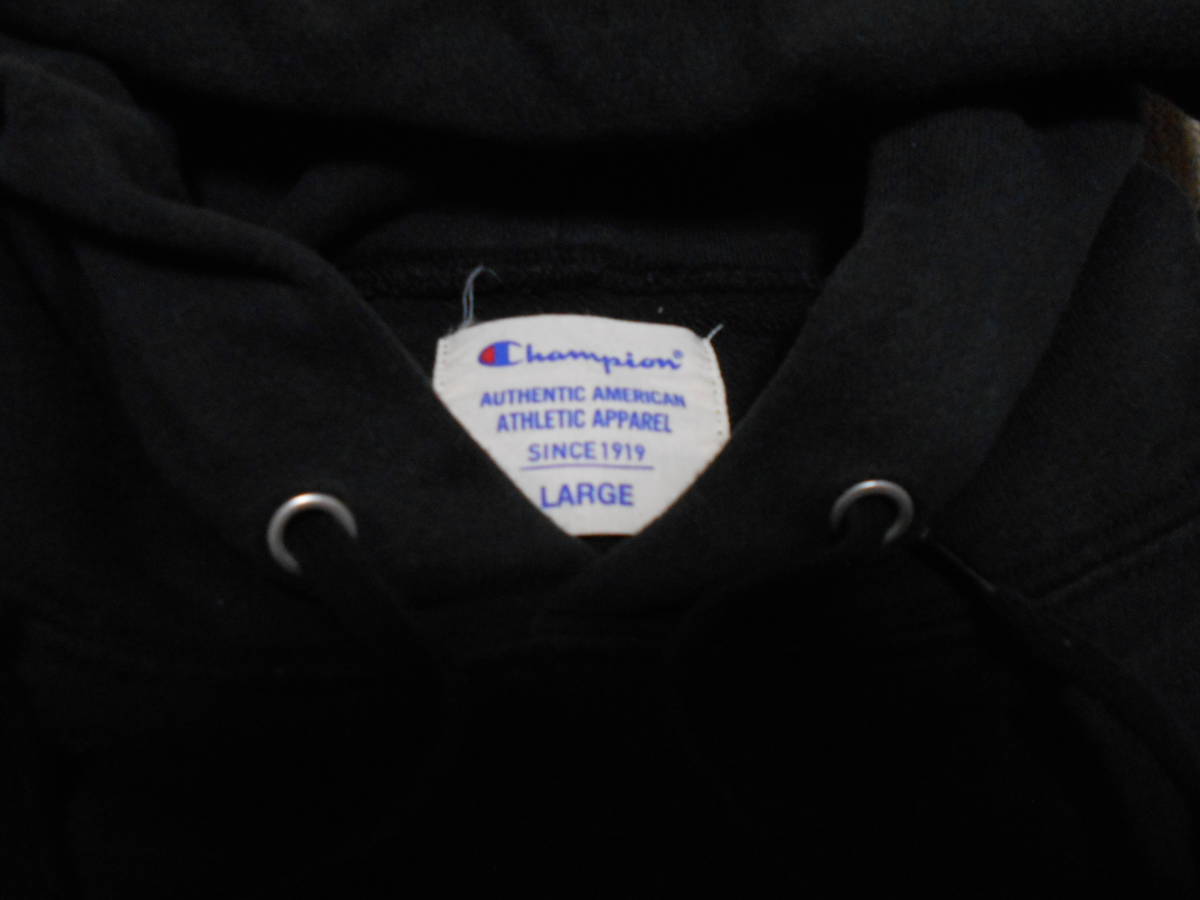 Champion®
AUTHENTIC AMERICAN
ATHLETIC APPAREL
SINCE 1919
LARGE